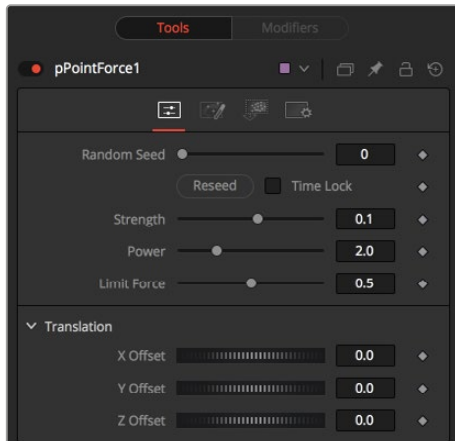 Tools Modifiers
pPointForce1
Random Seed 0
Reseed Time Lock
Strength 0.1
Power 2.0
Limit Force 0.5
Translation
X Offset 0.0
Y Offset 0.0
Z Offset 0.0